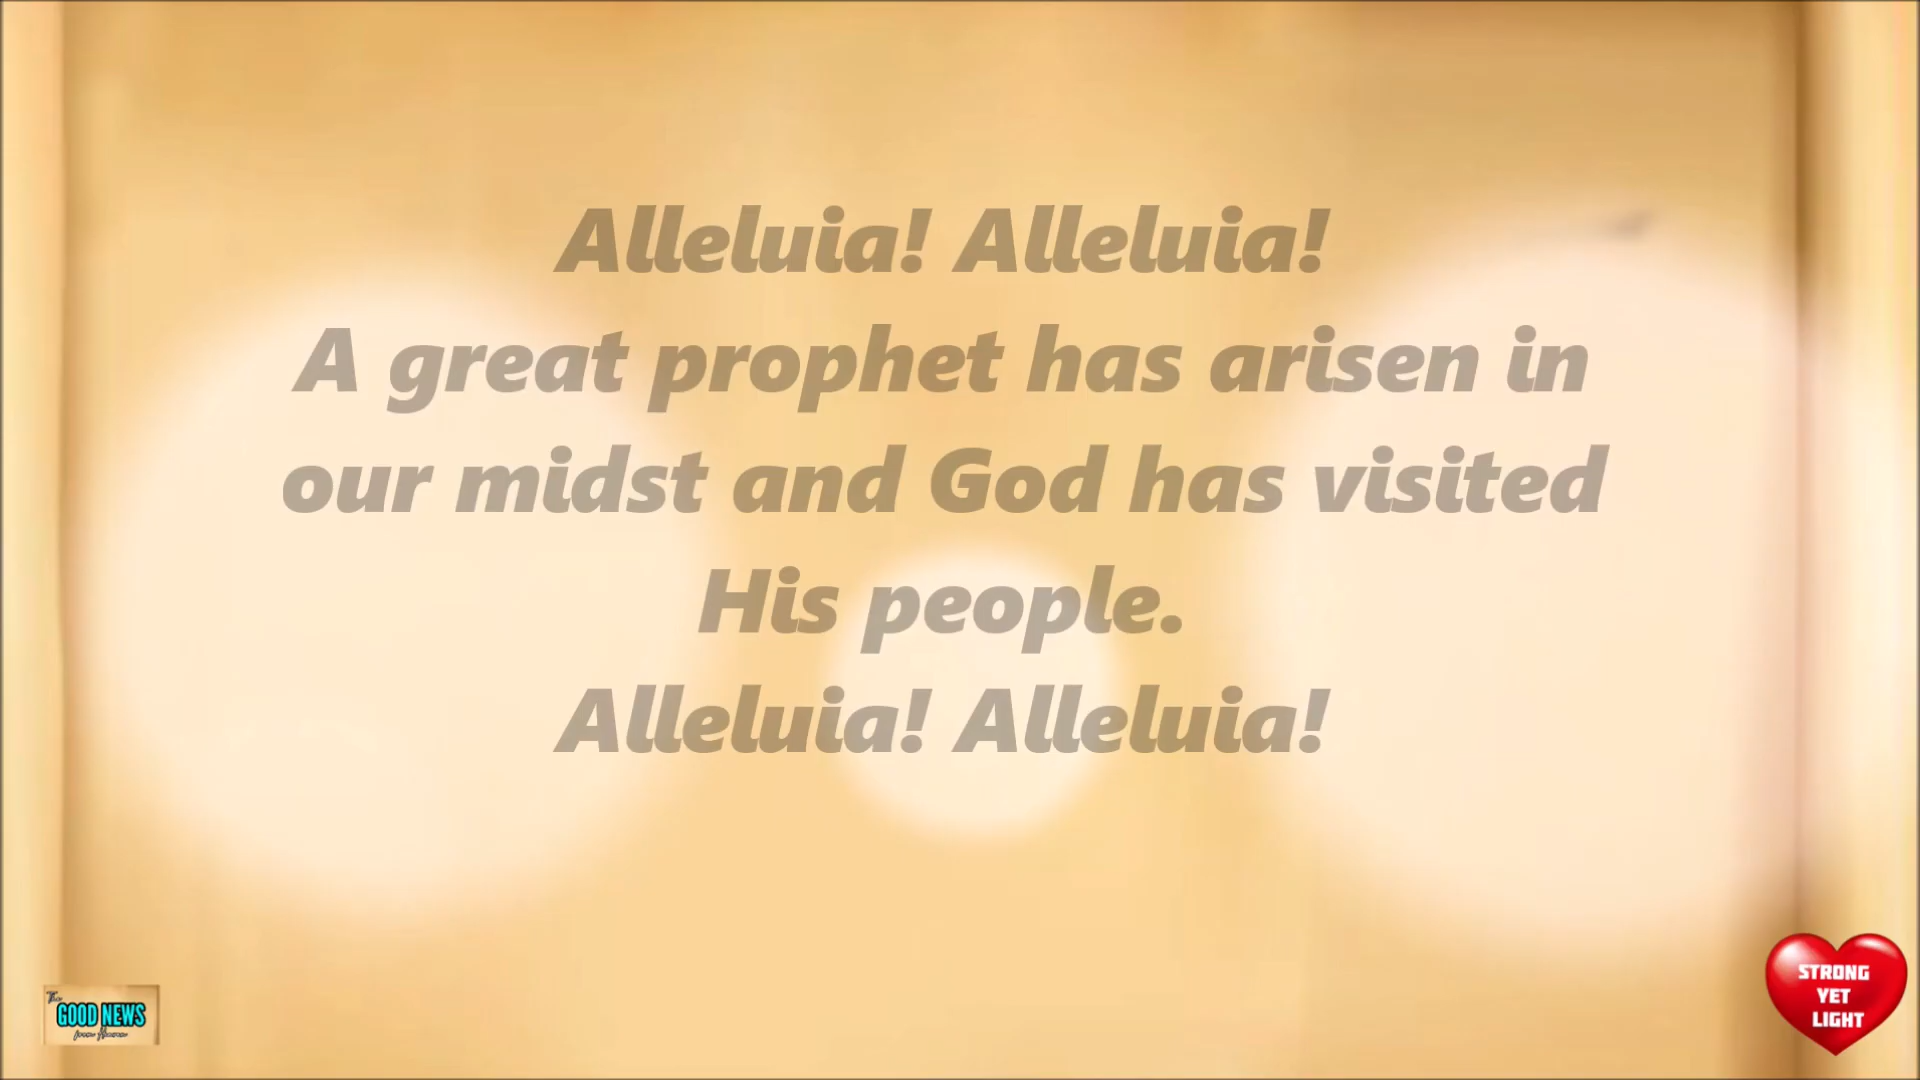 Alleluia! Alleluia!
A great prophet has arisen in
our midst and God has visited
His people.
Alleluia! Alleluia!
The
GOOD NEWS
STRONG
YET
LIGHT